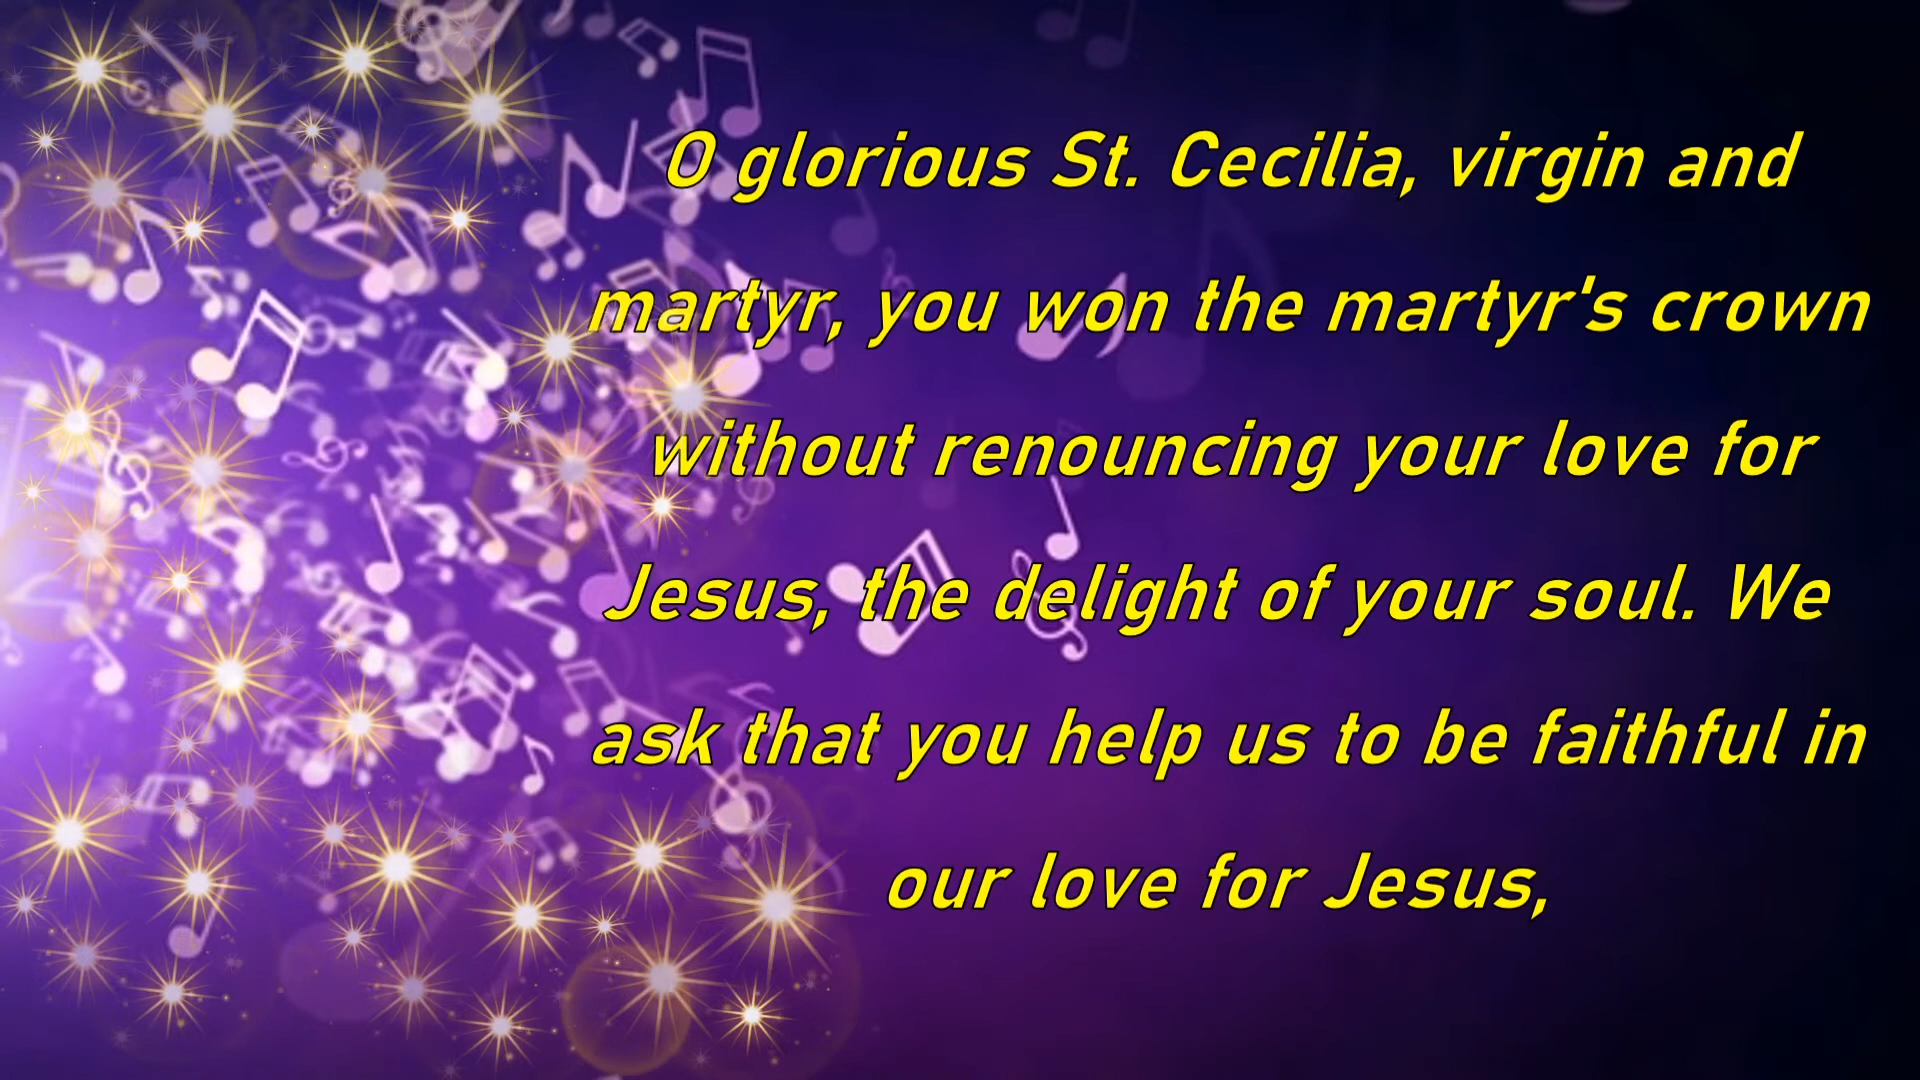 O glorious St. Cecilia, virgin and
martyr, you won the martyr's crown
without renouncing your love for
Jesus, the delight of your soul. We
ask that you help us to be faithful in
our love for Jesus,